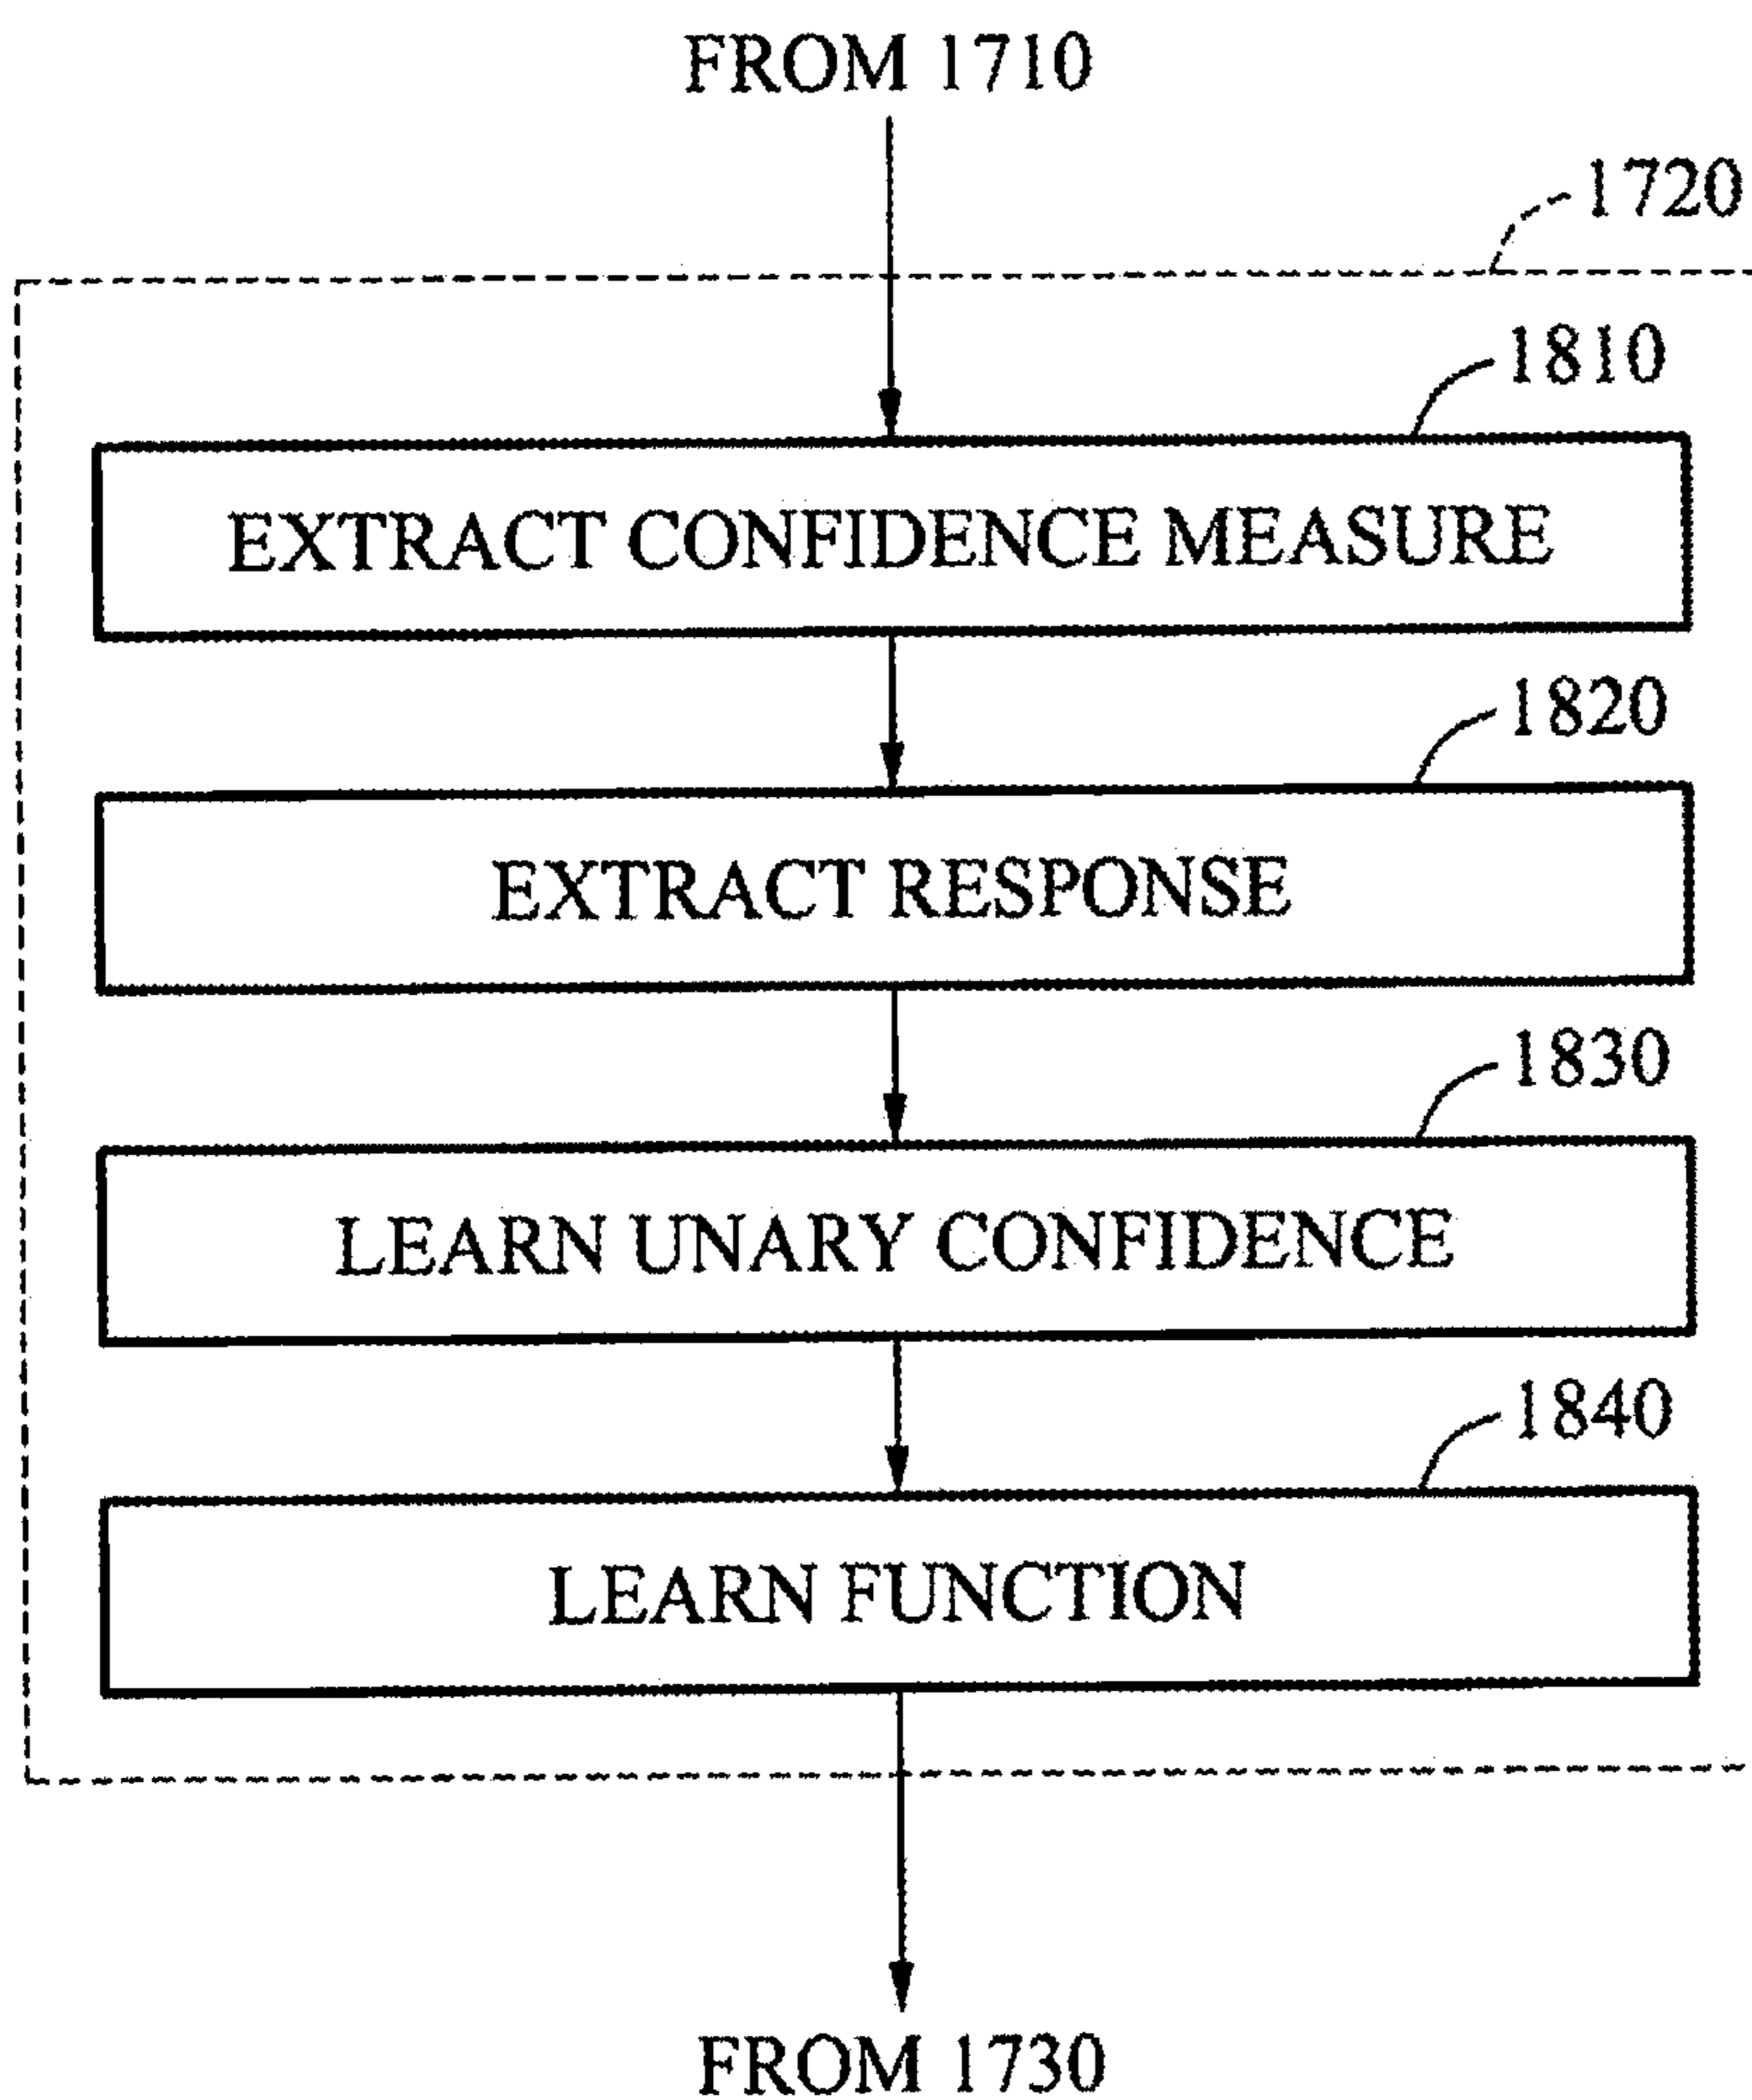 FROM 1710
1720
1810
EXTRACT CONFIDENCE MEASURE
1820
EXTRACT RESPONSE
1830
LEARN UNARY CONFIDENCE
1840
LEARN FUNCTION
FROM 1730